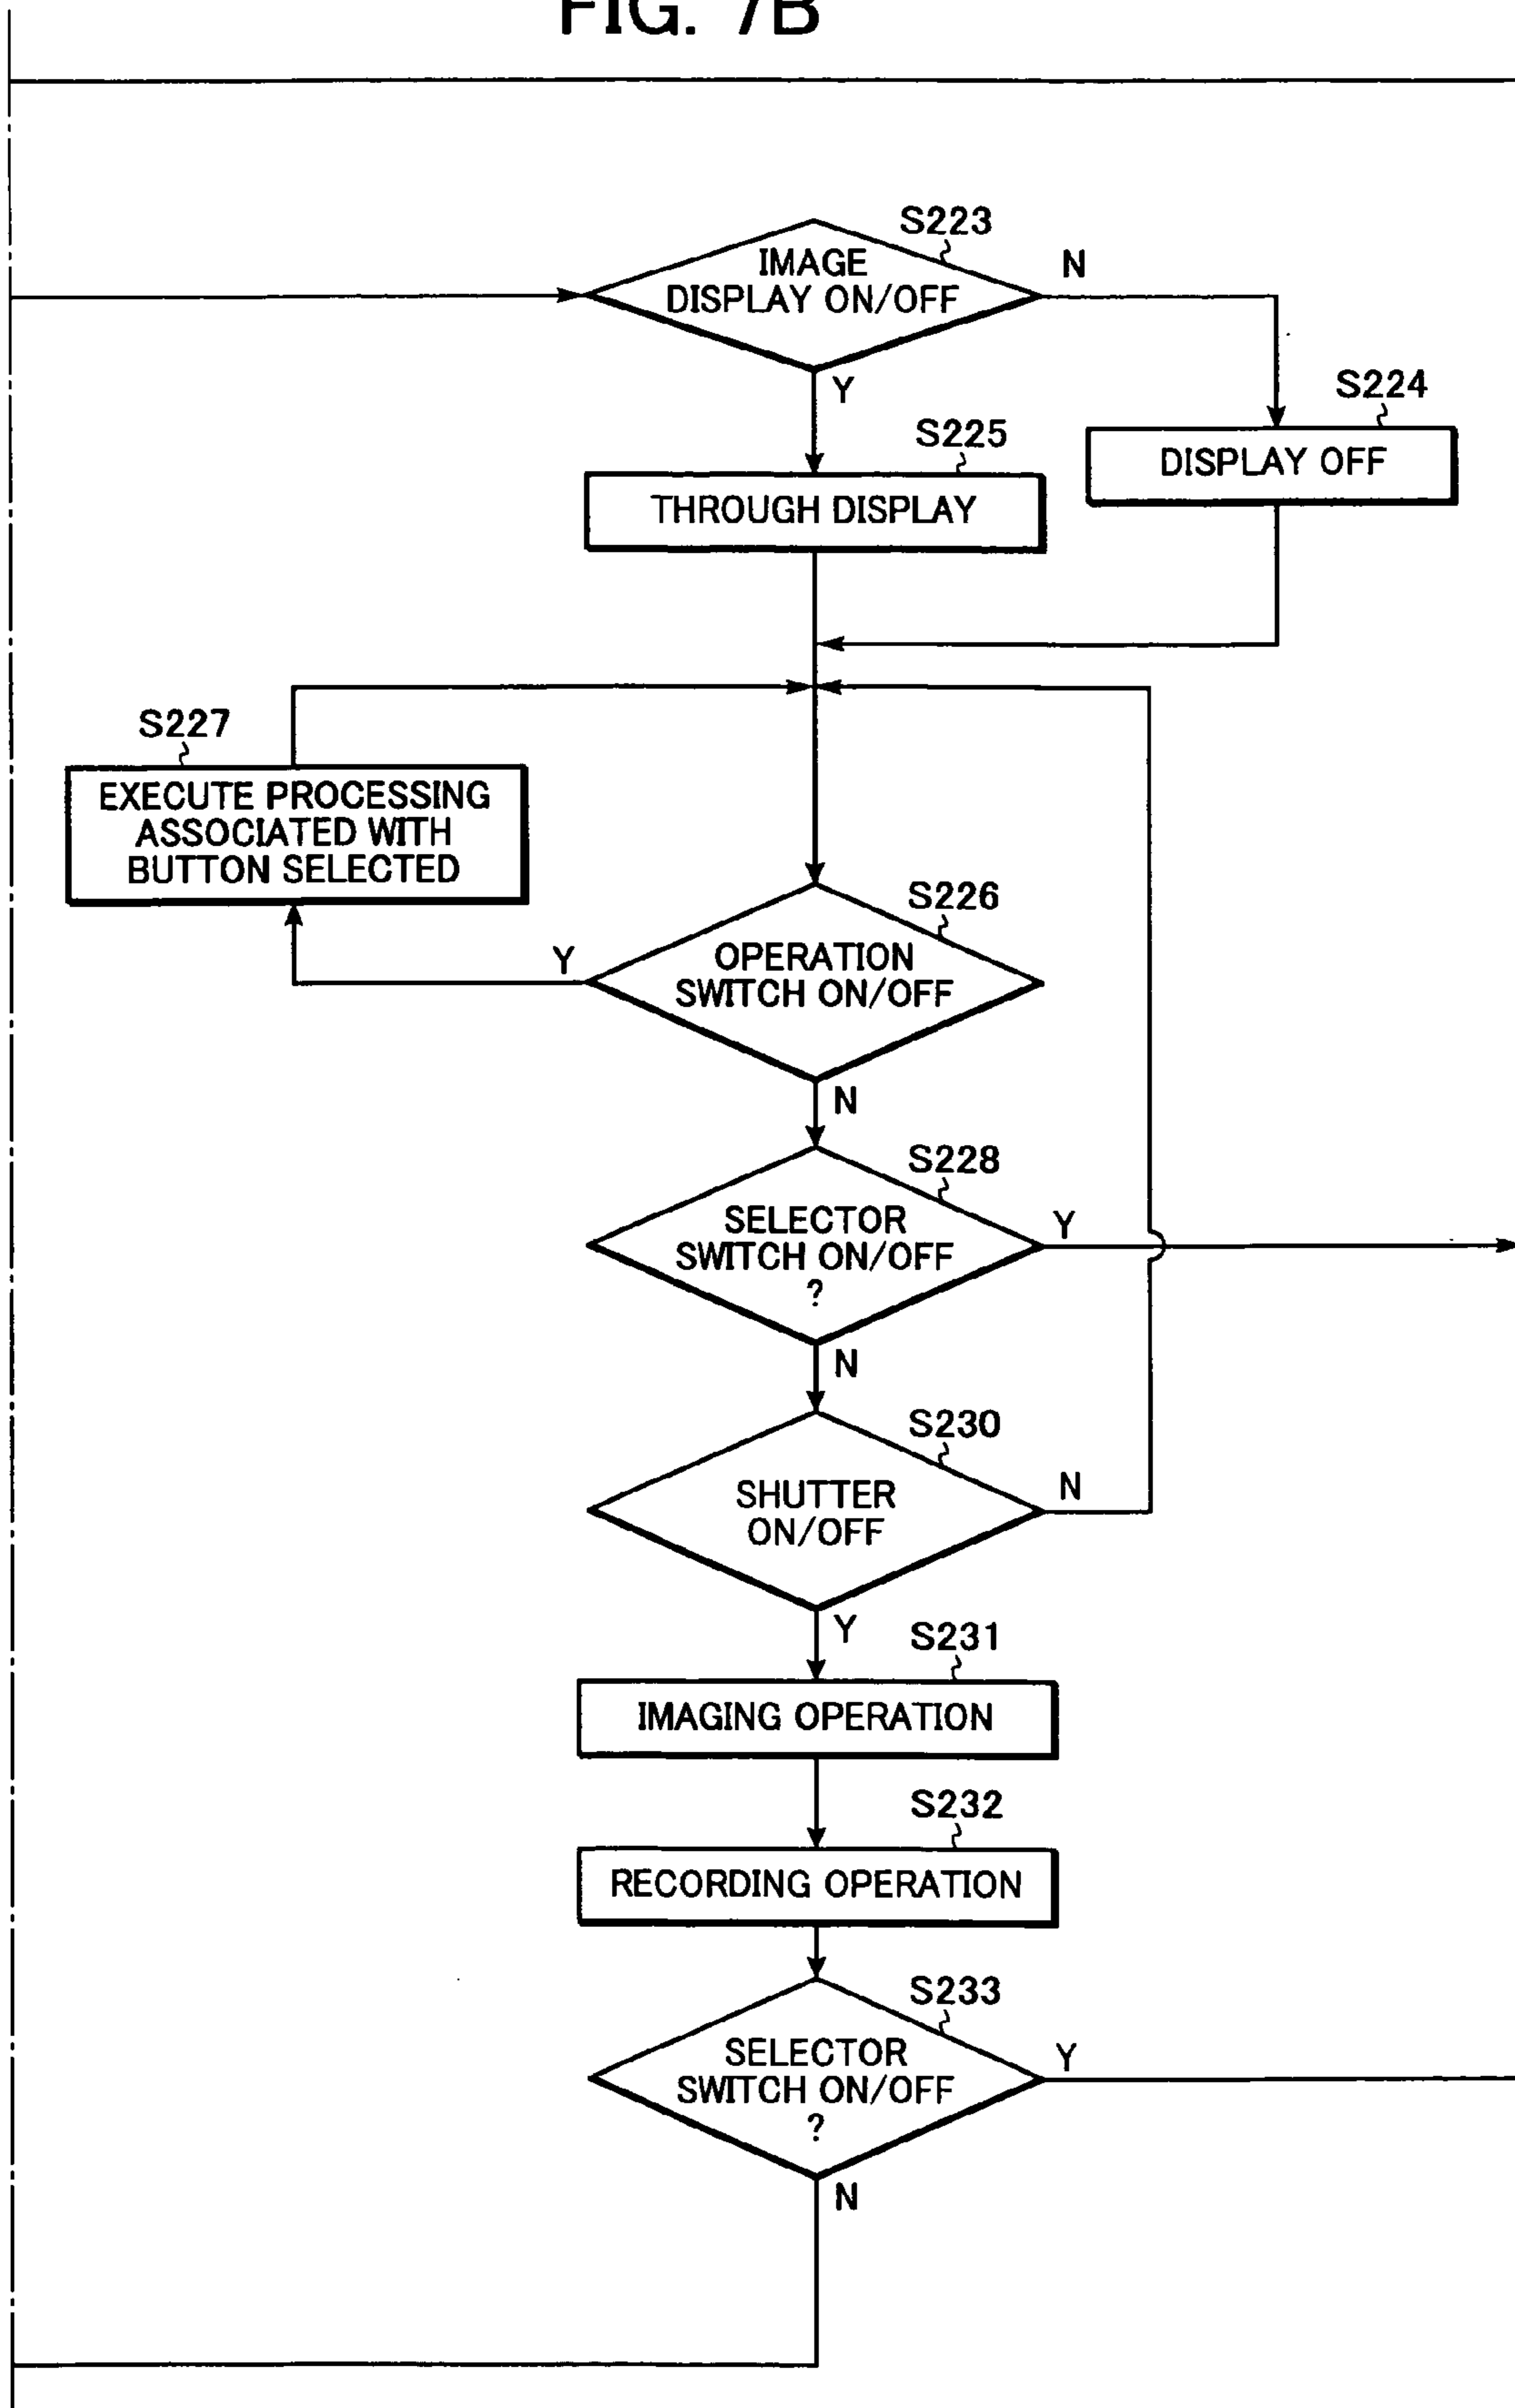 FIG. 7B
S223
IMAGE
DISPLAY ON/OFF
N
Y
S224
DISPLAY OFF
S225
THROUGH DISPLAY
S227
EXECUTE PROCESSING
ASSOCIATED WITH
BUTTON SELECTED
S226
OPERATION
SWITCH ON/OFF
Y
N
S228
SELECTOR
SWITCH ON/OFF
?
Y
N
S230
SHUTTER
ON/OFF
N
Y
S231
IMAGING OPERATION
S232
RECORDING OPERATION
S233
SELECTOR
SWITCH ON/OFF
?
Y
N